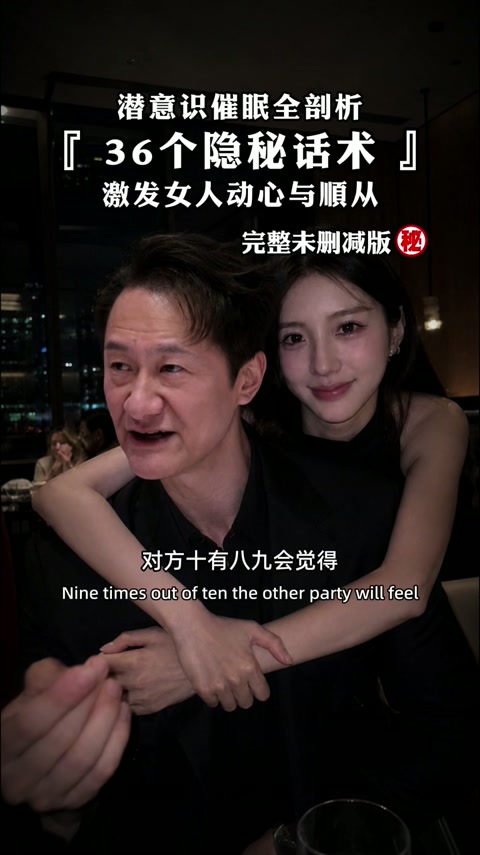 潜意识催眠全剖析
『 36个隐秘话术 』
激发女人动心与順从
完整未删减版 秘
对方十有八九会觉得
Nine times out of ten the other party will feel